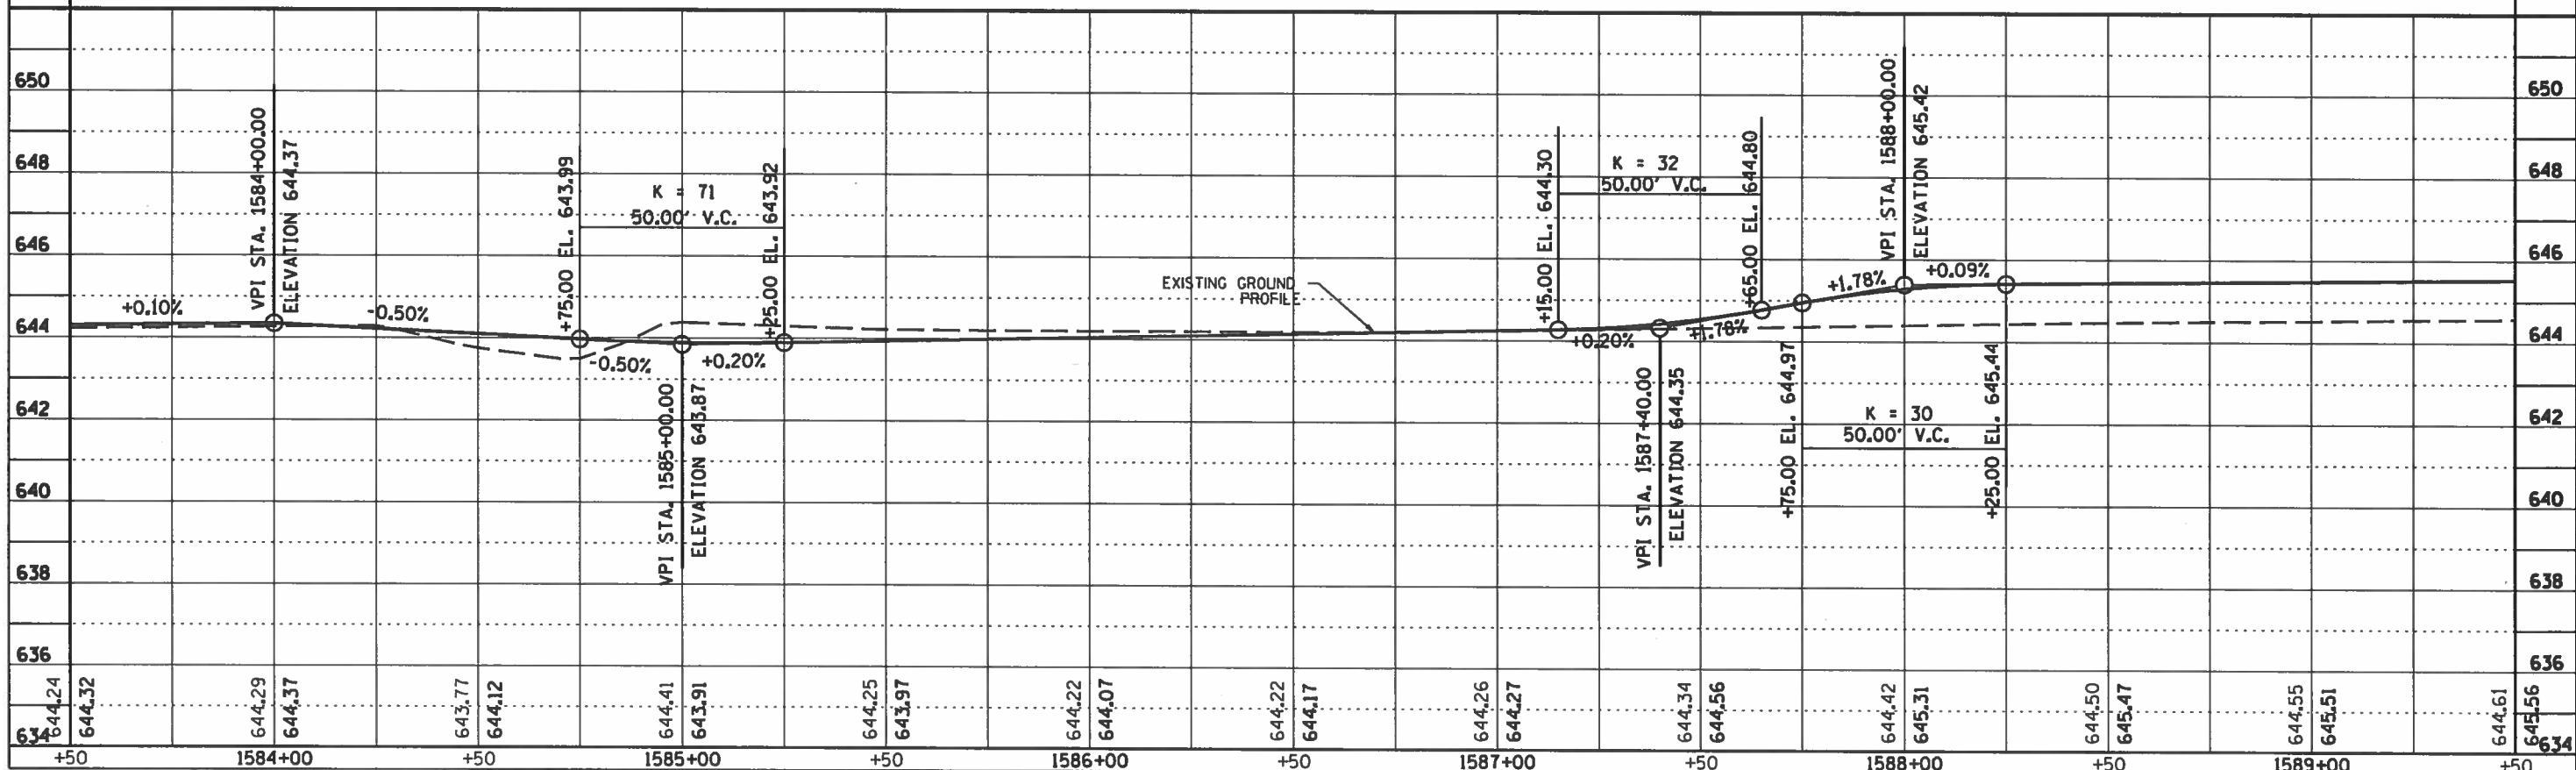 650
648
646
644
642
640
638
636
634
650
648
646
644
642
640
638
636
634
+0.10%
VPI STA. 1584+00.00
ELEVATION 644.37
-0.50%
+75.00 EL. 643.99
K = 71
50.00' V.C.
+25.00 EL. 643.92
-0.50%
+0.20%
VPI STA. 1585+00.00
ELEVATION 643.87
EXISTING GROUND
PROFILE
+15.00 EL. 644.30
K = 32
50.00' V.C.
+65.00 EL. 644.80
+0.20%
+1.78%
VPI STA. 1587+40.00
ELEVATION 644.35
+1.78%
VPI STA. 1588+00.00
ELEVATION 645.42
+0.09%
+75.00 EL. 644.97
K = 30
50.00' V.C.
+25.00 EL. 645.44
644.24
644.32
644.29
644.37
643.77
644.12
644.41
643.91
644.25
643.97
644.22
644.07
644.22
644.17
644.26
644.27
644.34
644.56
644.42
645.31
644.50
645.47
644.55
645.51
644.61
645.56
+50
1584+00
+50
1585+00
+50
1586+00
+50
1587+00
+50
1588+00
+50
1589+00
+50